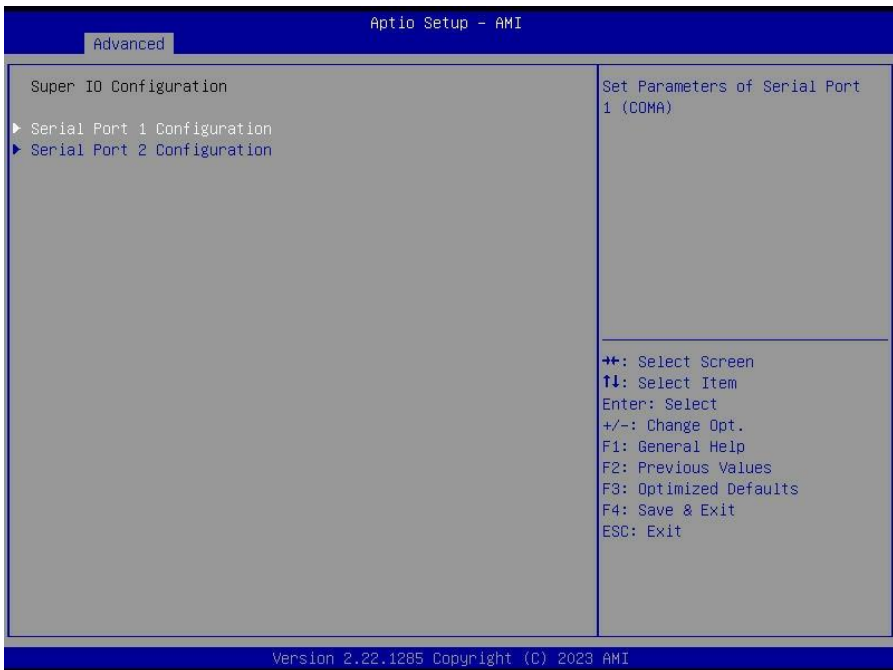 Aptio Setup – AMI
Advanced
Super IO Configuration
▶ Serial Port 1 Configuration
▶ Serial Port 2 Configuration
Set Parameters of Serial Port
1 (COMA)
→←: Select Screen
↑↓: Select Item
Enter: Select
+/-: Change Opt.
F1: General Help
F2: Previous Values
F3: Optimized Defaults
F4: Save & Exit
ESC: Exit
Version 2.22.1285 Copyright (C) 2023 AMI